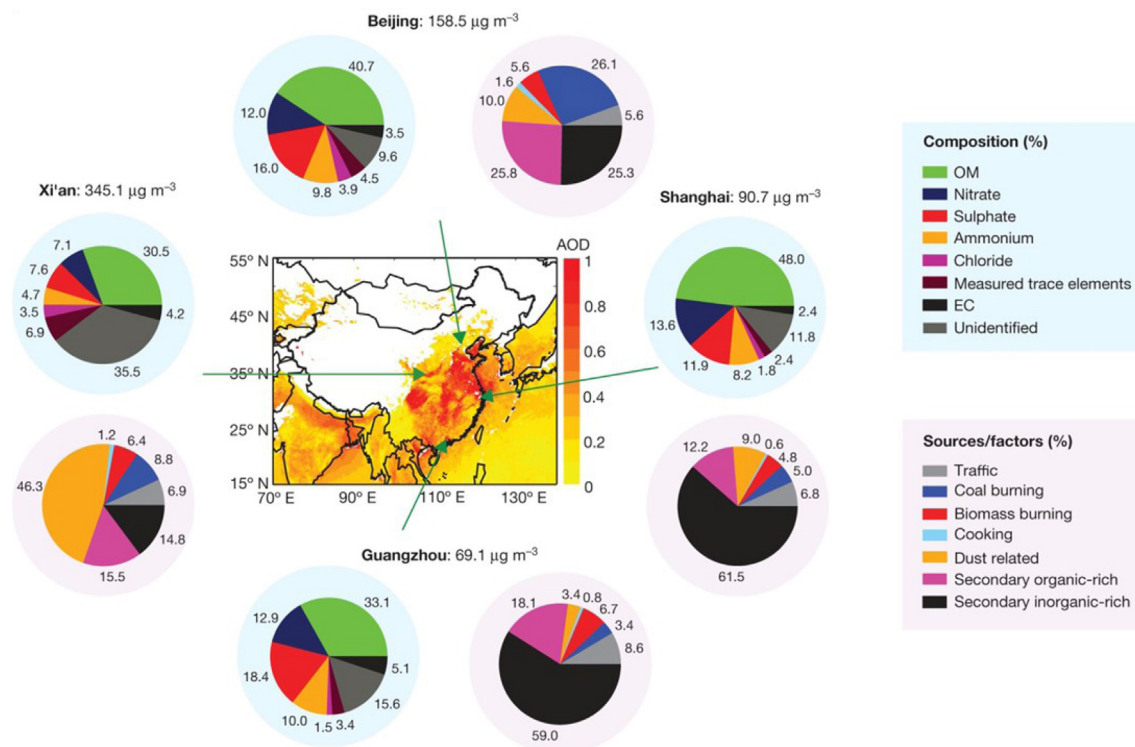 Beijing: 158.5 μg m⁻³
40.7
12.0
16.0
9.8
3.9
4.5
9.6
3.5
26.1
5.6
1.6
10.0
25.8
25.3
5.6
Xi'an: 345.1 μg m⁻³
30.5
7.1
7.6
4.7
3.5
6.9
35.5
4.2
1.2
6.4
8.8
6.9
14.8
15.5
46.3
AOD
55° N
45° N
35° N
25° N
15° N
70° E
90° E
110° E
130° E
1
0.8
0.6
0.4
0.2
0
Shanghai: 90.7 μg m⁻³
48.0
2.4
11.8
2.4
1.8
8.2
11.9
13.6
12.2
9.0
0.6
4.8
5.0
6.8
61.5
Guangzhou: 69.1 μg m⁻³
33.1
12.9
18.4
10.0
1.5
3.4
15.6
5.1
18.1
3.4
0.8
6.7
3.4
8.6
59.0
Composition (%)
OM
Nitrate
Sulphate
Ammonium
Chloride
Measured trace elements
EC
Unidentified
Sources/factors (%)
Traffic
Coal burning
Biomass burning
Cooking
Dust related
Secondary organic-rich
Secondary inorganic-rich